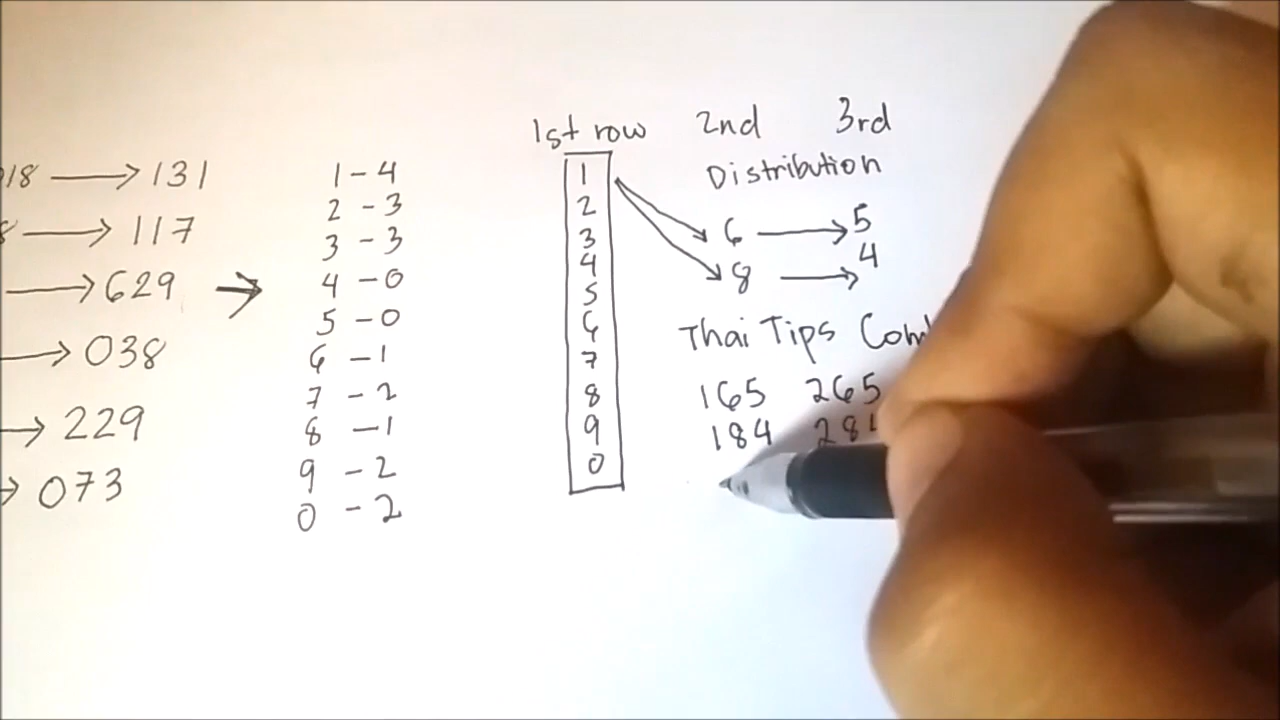 18 → 131
8 → 117
→ 629 →
→ 038
→ 229
→ 073
1 - 4
2 - 3
3 - 3
4 - 0
5 - 0
6 - 1
7 - 2
8 - 1
9 - 2
0 - 2
1st row 2nd 3rd
Distribution
1
2
3
4
5
6
7
8
9
0
6 → 5
8 → 4
Thai Tips
165 265
184